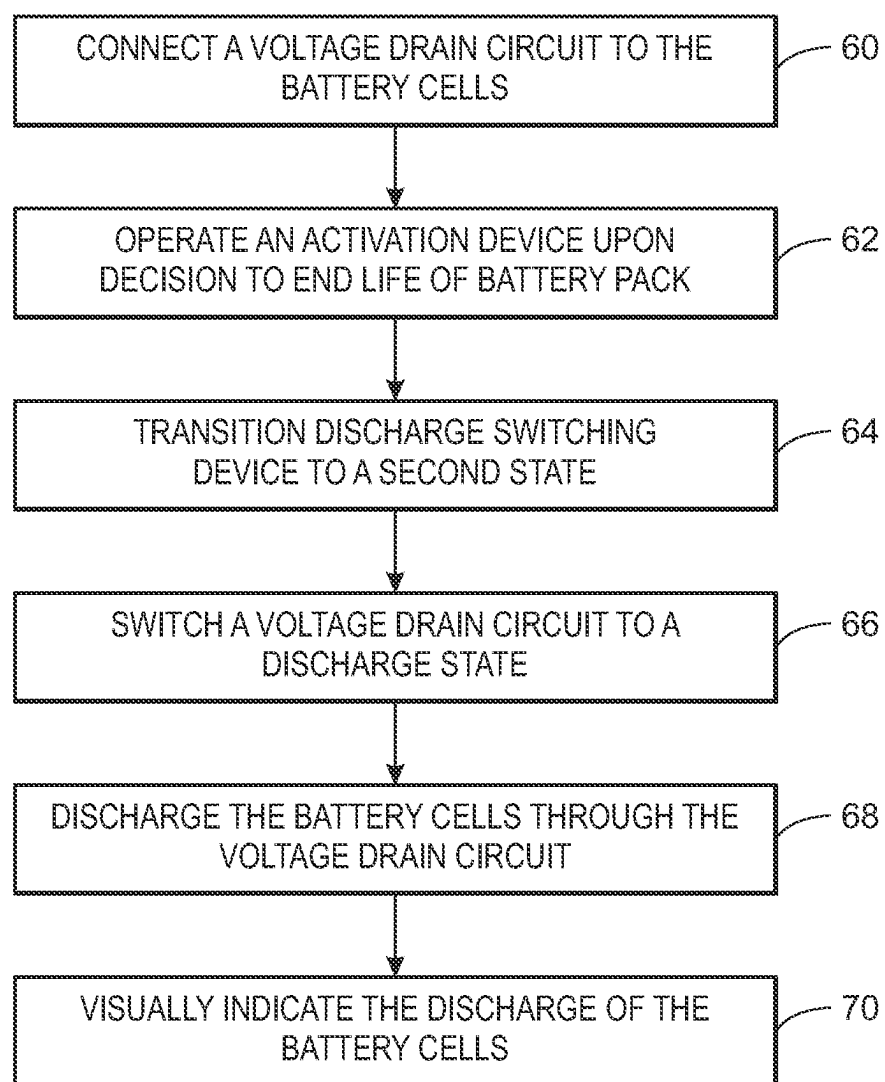 CONNECT A VOLTAGE DRAIN CIRCUIT TO THE
BATTERY CELLS
60
OPERATE AN ACTIVATION DEVICE UPON
DECISION TO END LIFE OF BATTERY PACK
62
TRANSITION DISCHARGE SWITCHING
DEVICE TO A SECOND STATE
64
SWITCH A VOLTAGE DRAIN CIRCUIT TO A
DISCHARGE STATE
66
DISCHARGE THE BATTERY CELLS THROUGH THE
VOLTAGE DRAIN CIRCUIT
68
VISUALLY INDICATE THE DISCHARGE OF THE
BATTERY CELLS
70